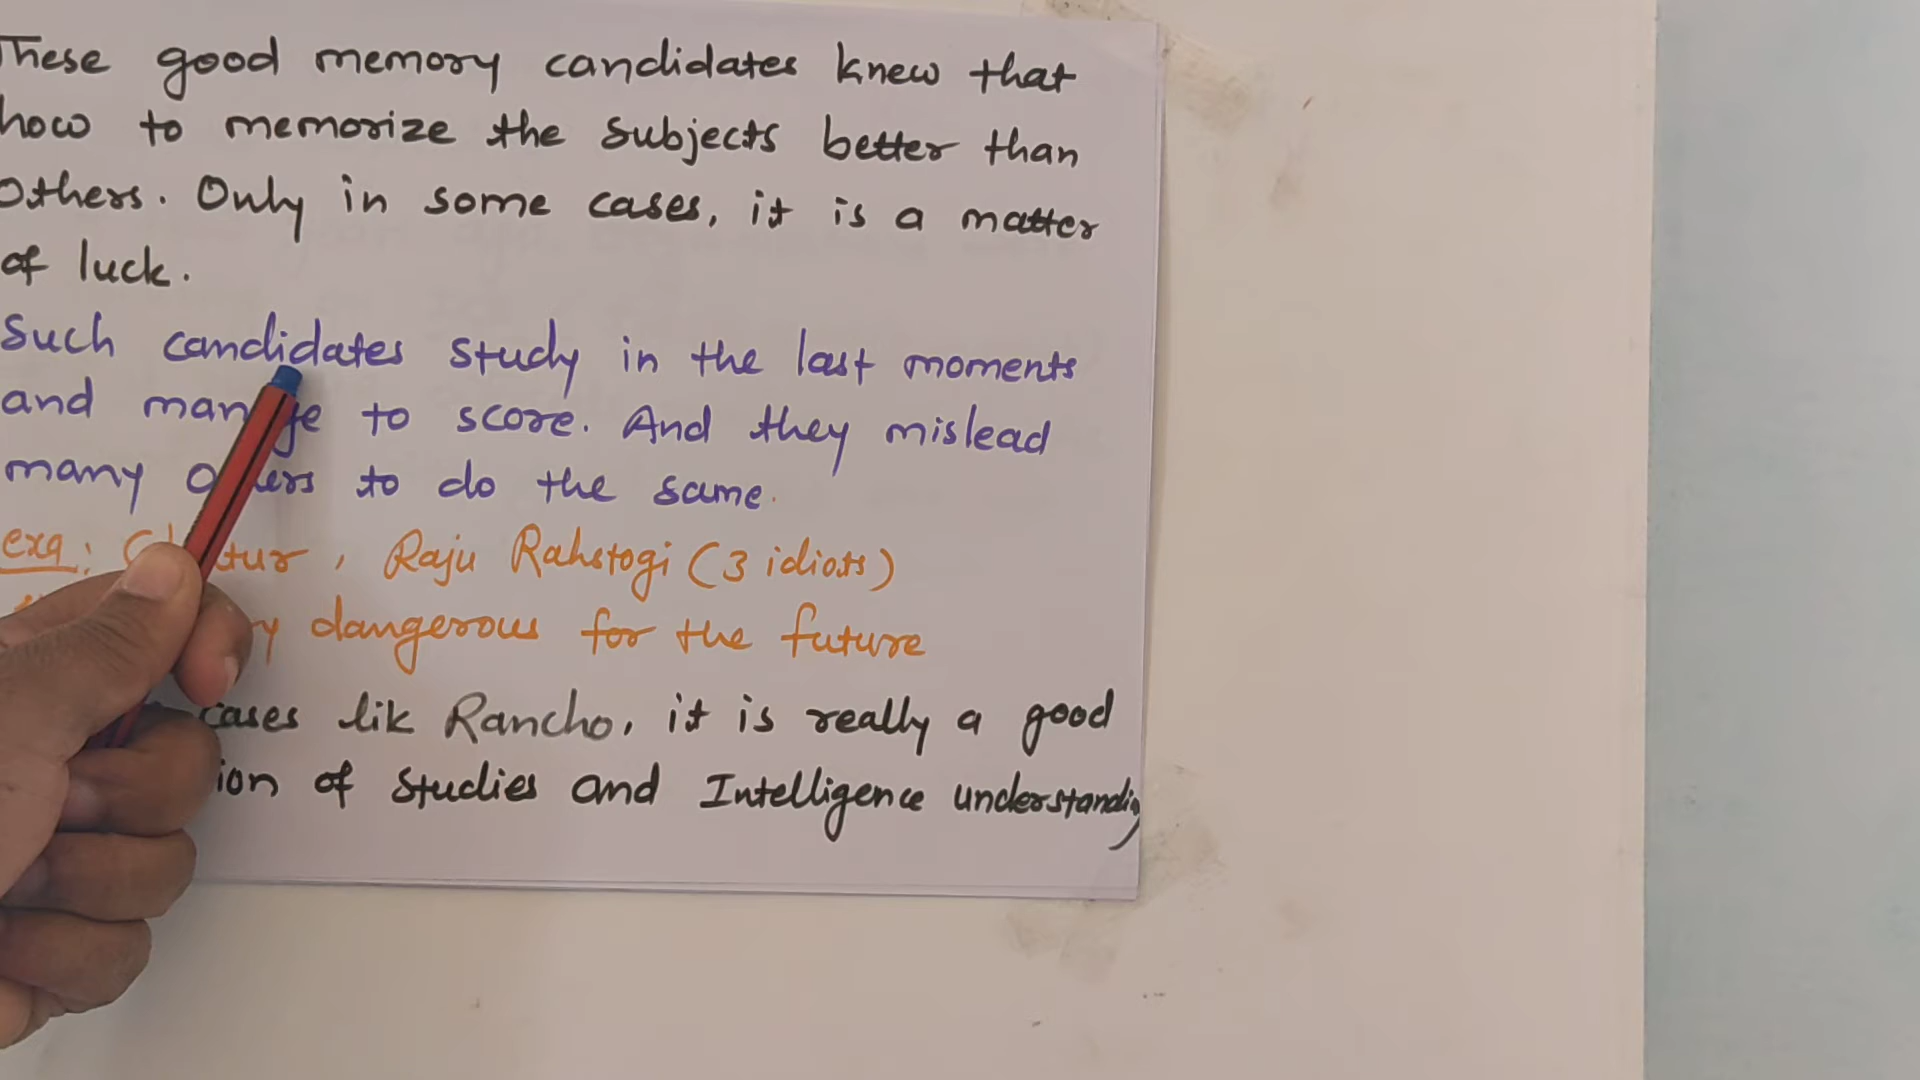 These good memory candidates knew that
how to memorize the subjects better than
Others. Only in some cases, it is a matter
of luck.
Such candidates study in the last moments
and to score. And they mislead
many to do the same.
exa: Raju Rahstogi (3 idiots)
dangerous for the future
cases lik Rancho, it is really a good
of studies and Intelligence understanding